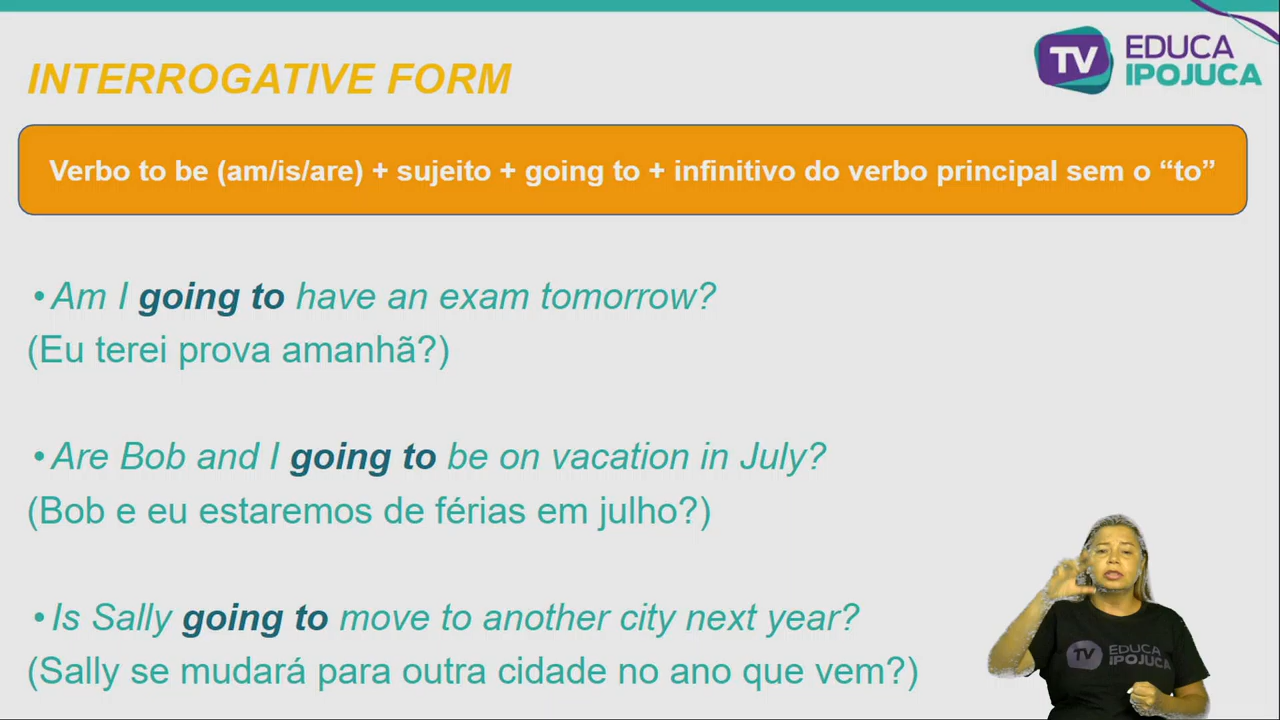 TV EDUCA
IPOJUCA
INTERROGATIVE FORM
Verbo to be (am/is/are) + sujeito + going to + infinitivo do verbo principal sem o “to”
• Am I going to have an exam tomorrow?
(Eu terei prova amanhã?)
• Are Bob and I going to be on vacation in July?
(Bob e eu estaremos de férias em julho?)
• Is Sally going to move to another city next year?
(Sally se mudará para outra cidade no ano que vem?)
TV EDUCA
IPOJUCA